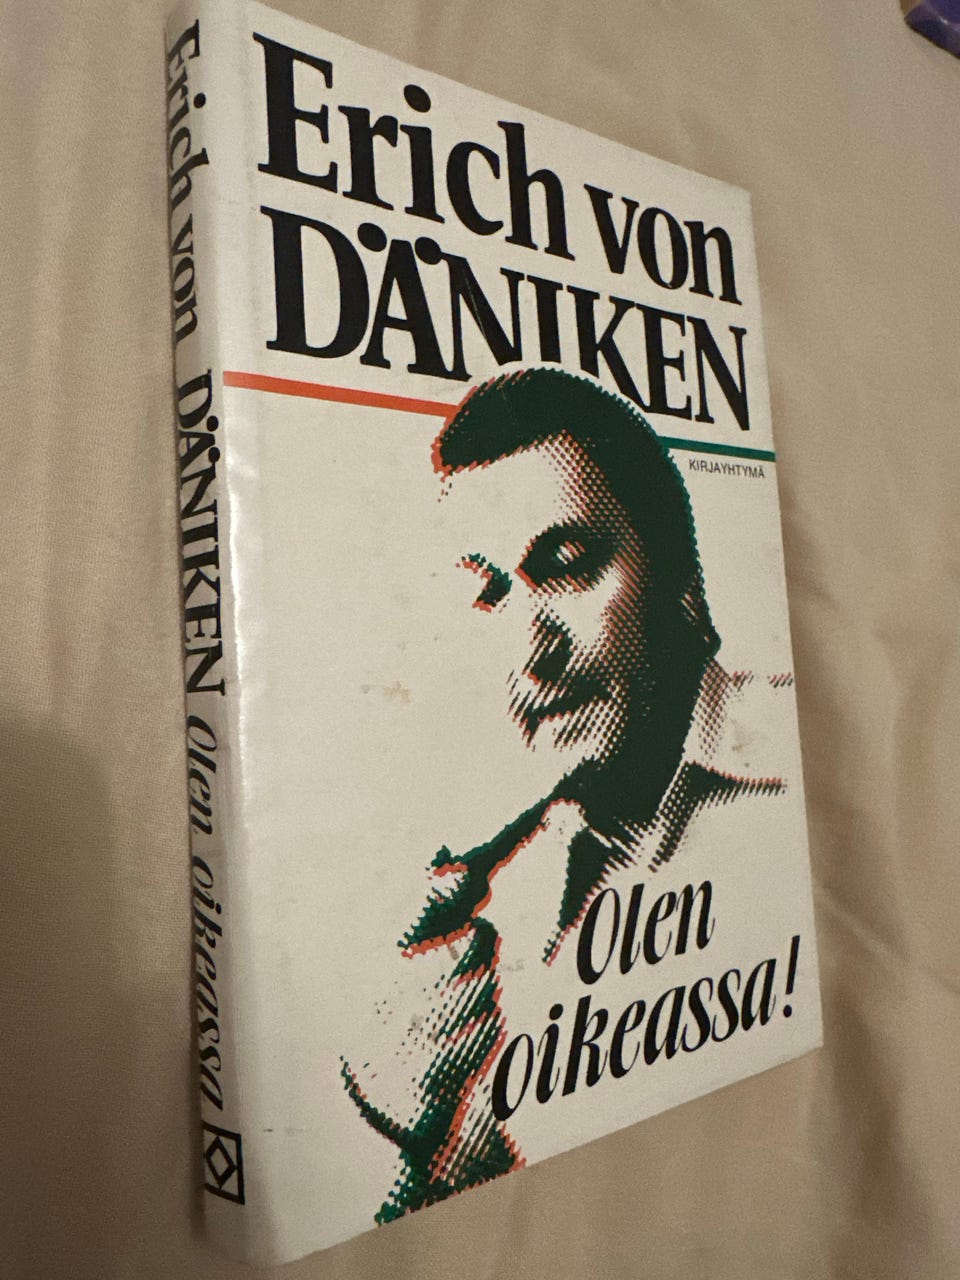 Erich von DÄNIKEN Olen oikeassa
Erich von
DÄNIKEN
KIRJAYHTYMÄ
Olen
oikeassa!